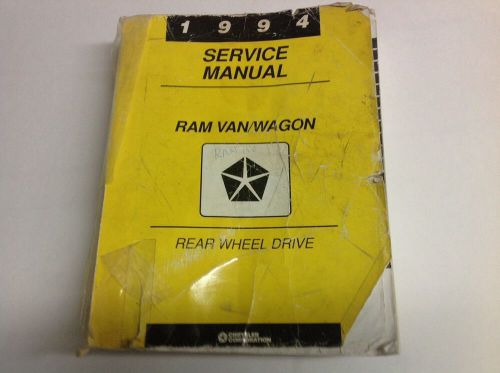 1994
SERVICE
MANUAL
RAM VAN/WAGON
REAR WHEEL DRIVE
CHRYSLER
CORPORATION